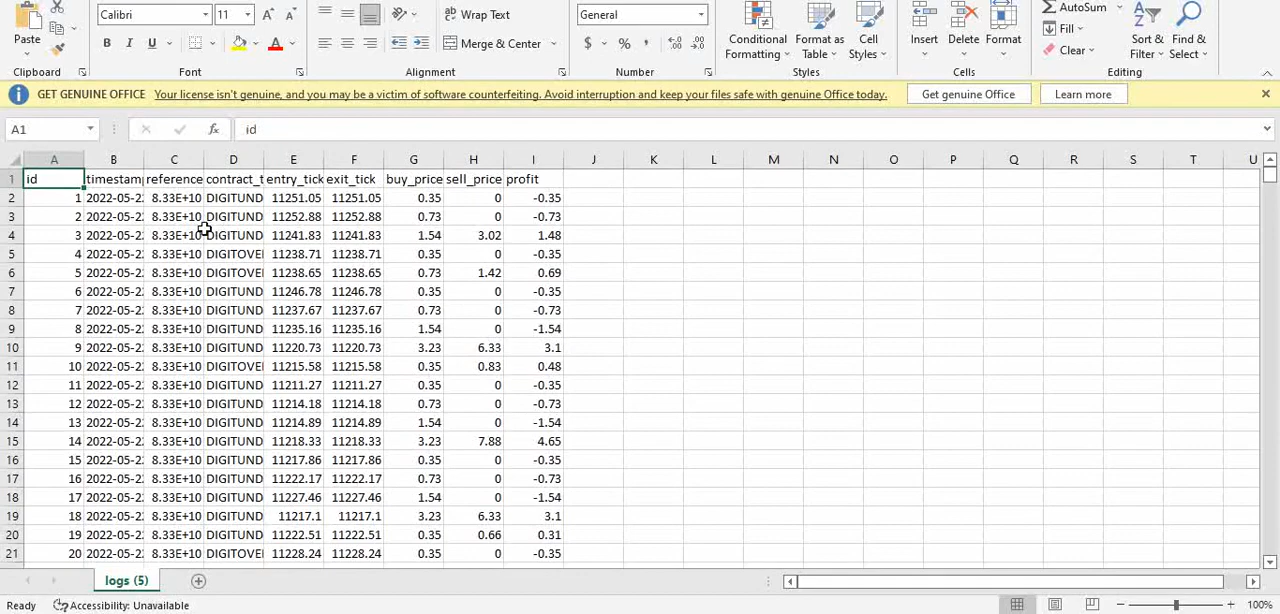 Calibri 11 Wrap Text General AutoSum
Paste B I U Merge & Center $ % Conditional Formatting Format as Table Cell Styles Insert Delete Format Fill Clear Sort & Filter Find & Select
Clipboard Font Alignment Number Styles Cells Editing
GET GENUINE OFFICE Your license isn't genuine, and you may be a victim of software counterfeiting. Avoid interruption and keep your files safe with genuine Office today. Get genuine Office Learn more
A1 fx id
A B C D E F G H I J K L M N O P Q R S T U
1 id timestam reference contract_t entry_tick exit_tick buy_price sell_price profit
2 1 2022-05-2 8.33E+10 DIGITUND 11251.05 11251.05 0.35 0 -0.35
3 2 2022-05-2 8.33E+10 DIGITUND 11252.88 11252.88 0.73 0 -0.73
4 3 2022-05-2 8.33E+10 DIGITUND 11241.83 11241.83 1.54 3.02 1.48
5 4 2022-05-2 8.33E+10 DIGITOVE 11238.71 11238.71 0.35 0 -0.35
6 5 2022-05-2 8.33E+10 DIGITOVE 11238.65 11238.65 0.73 1.42 0.69
7 6 2022-05-2 8.33E+10 DIGITUND 11246.78 11246.78 0.35 0 -0.35
8 7 2022-05-2 8.33E+10 DIGITUND 11237.67 11237.67 0.73 0 -0.73
9 8 2022-05-2 8.33E+10 DIGITUND 11235.16 11235.16 1.54 0 -1.54
10 9 2022-05-2 8.33E+10 DIGITUND 11220.73 11220.73 3.23 6.33 3.1
11 10 2022-05-2 8.33E+10 DIGITOVE 11215.58 11215.58 0.35 0.83 0.48
12 11 2022-05-2 8.33E+10 DIGITUND 11211.27 11211.27 0.35 0 -0.35
13 12 2022-05-2 8.33E+10 DIGITUND 11214.18 11214.18 0.73 0 -0.73
14 13 2022-05-2 8.33E+10 DIGITUND 11214.89 11214.89 1.54 0 -1.54
15 14 2022-05-2 8.33E+10 DIGITUND 11218.33 11218.33 3.23 7.88 4.65
16 15 2022-05-2 8.33E+10 DIGITUND 11217.86 11217.86 0.35 0 -0.35
17 16 2022-05-2 8.33E+10 DIGITUND 11222.17 11222.17 0.73 0 -0.73
18 17 2022-05-2 8.33E+10 DIGITUND 11227.46 11227.46 1.54 0 -1.54
19 18 2022-05-2 8.33E+10 DIGITUND 11217.1 11217.1 3.23 6.33 3.1
20 19 2022-05-2 8.33E+10 DIGITUND 11222.51 11222.51 0.35 0.66 0.31
21 20 2022-05-2 8.33E+10 DIGITOVE 11228.24 11228.24 0.35 0 -0.35
logs (5)
Ready Accessibility: Unavailable 100%